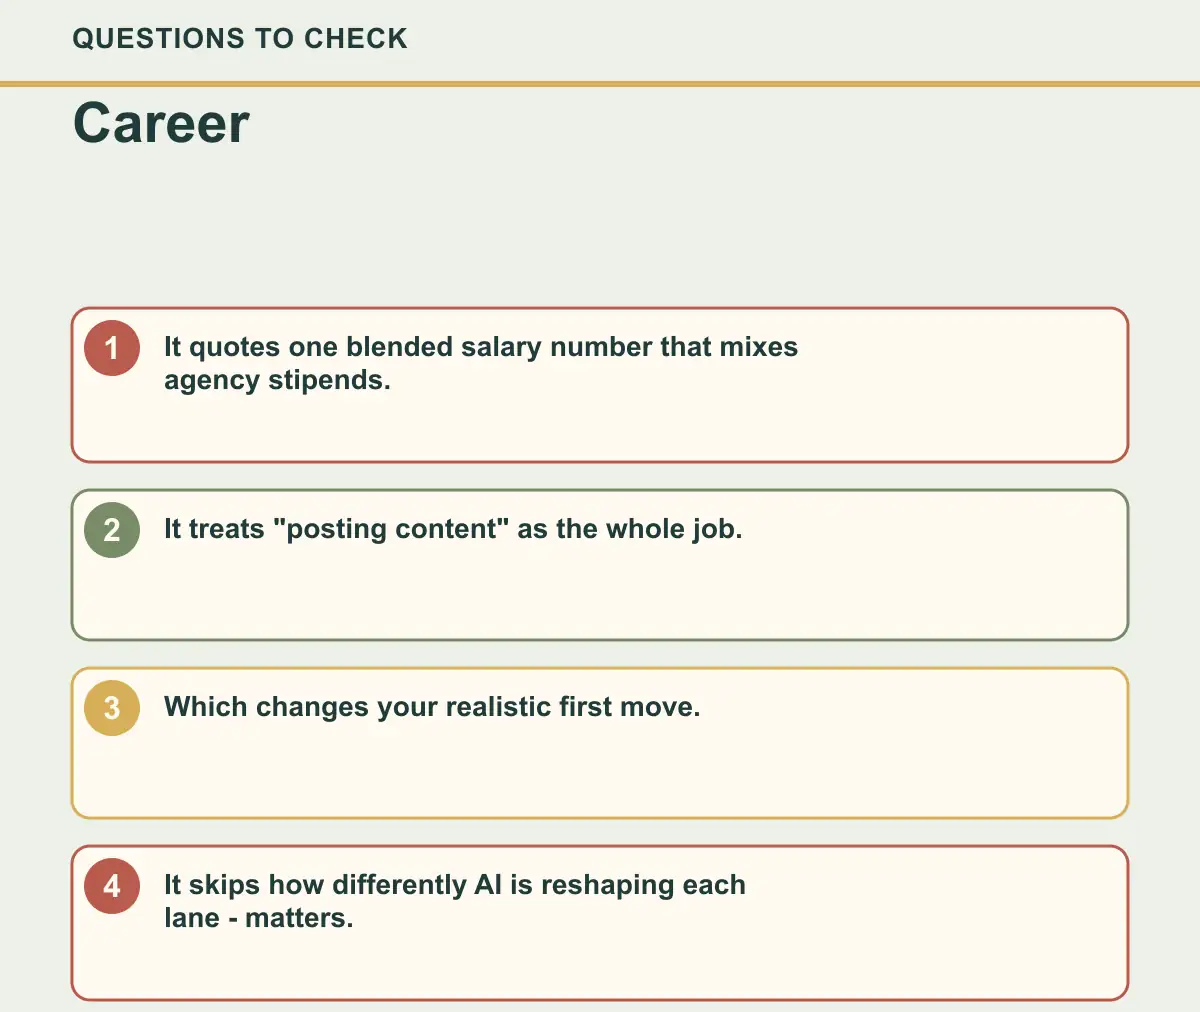 QUESTIONS TO CHECK
Career
1
It quotes one blended salary number that mixes
agency stipends.
2
It treats "posting content" as the whole job.
3
Which changes your realistic first move.
4
It skips how differently AI is reshaping each
lane - matters.